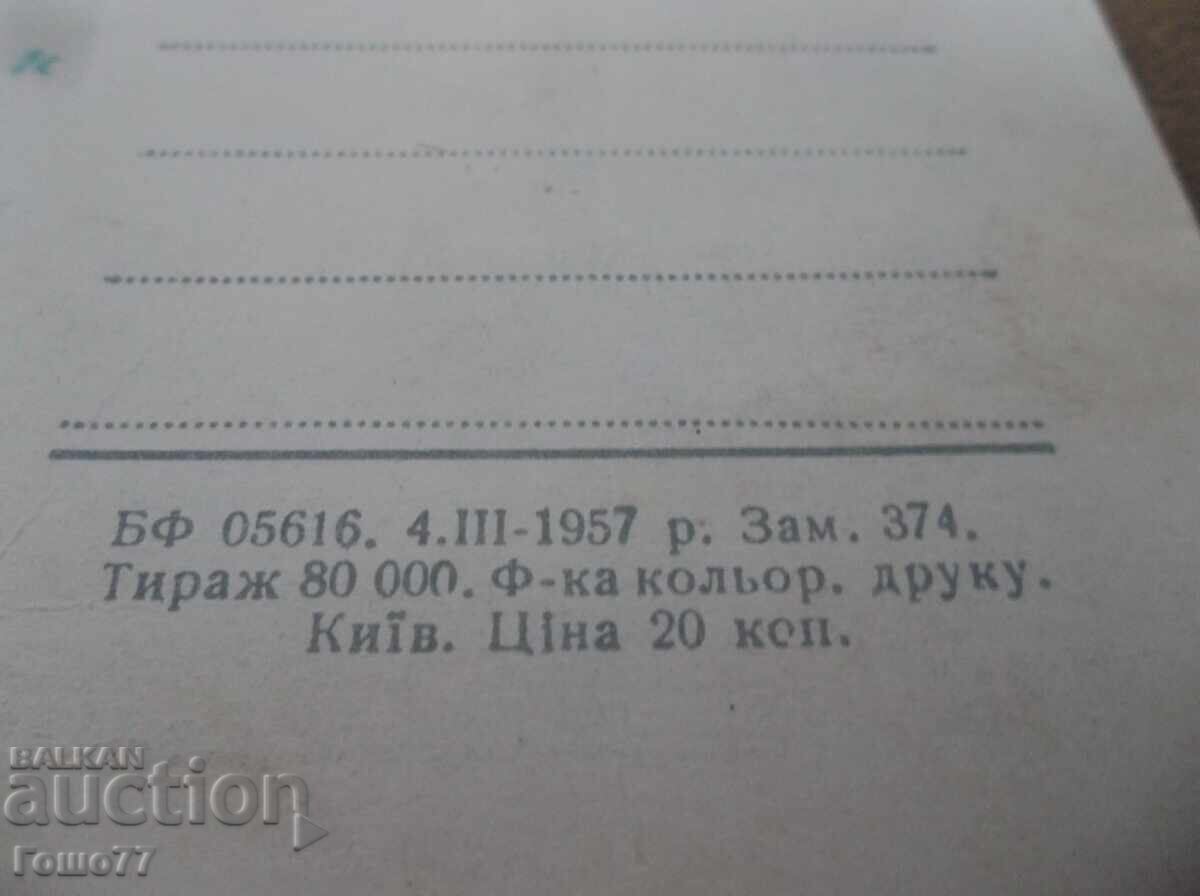 БФ 05616. 4.III-1957 р. Зам. 374.
Тираж 80 000. Ф-ка кольор. друку.
Київ. Ціна 20 коп.
BALKAN
auction
Гошо77